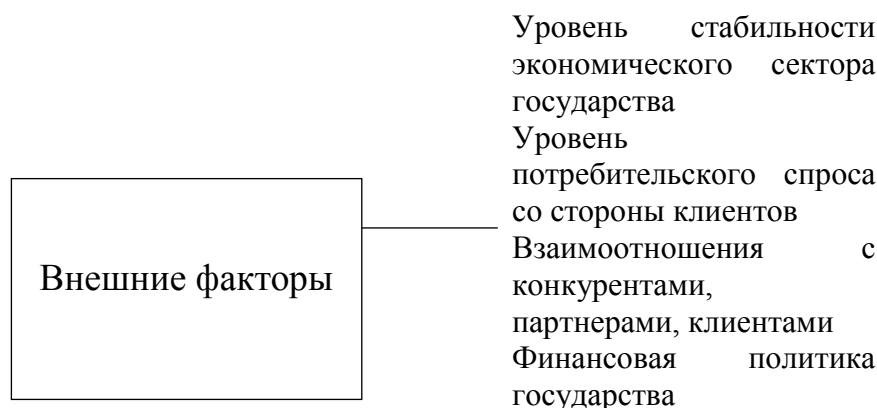 Внешние факторы
Уровень стабильности
экономического сектора
государства
Уровень
потребительского спроса
со стороны клиентов
Взаимоотношения с
конкурентами,
партнерами, клиентами
Финансовая политика
государства